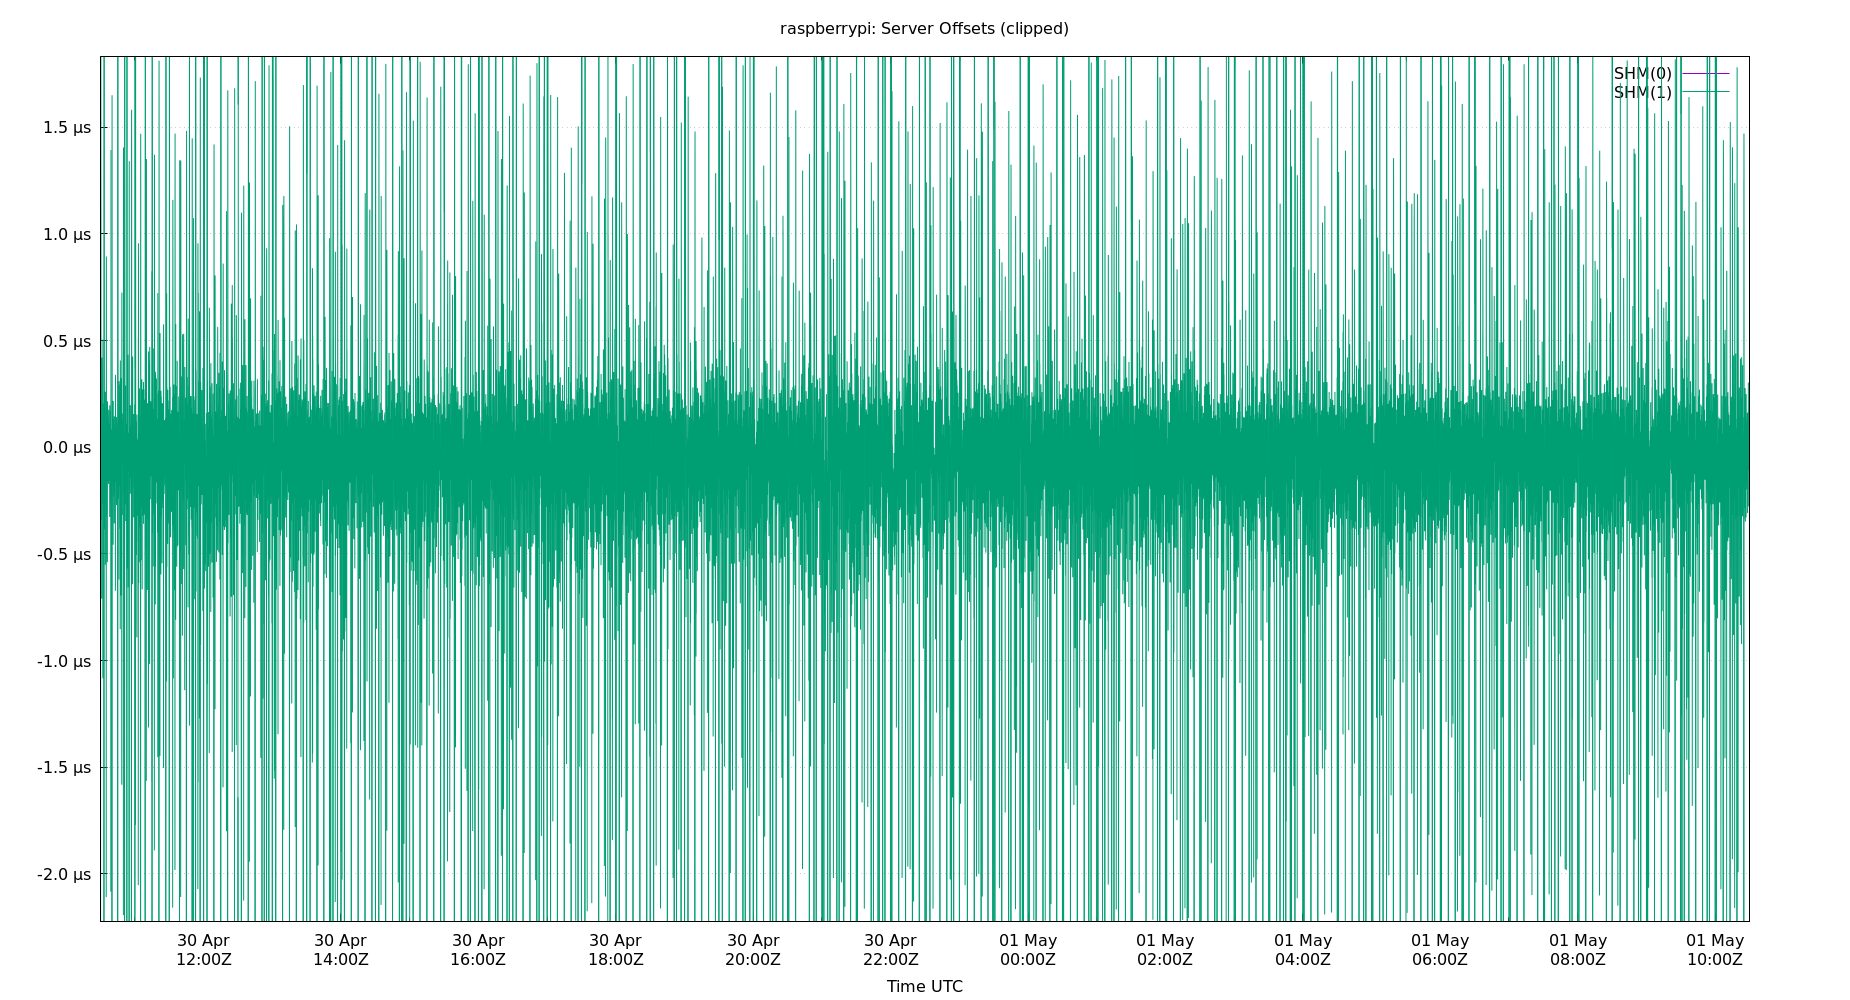 raspberrypi: Server Offsets (clipped)
SHM(0)
SHM(1)
1.5 µs
1.0 µs
0.5 µs
0.0 µs
-0.5 µs
-1.0 µs
-1.5 µs
-2.0 µs
30 Apr 30 Apr 30 Apr 30 Apr 30 Apr 30 Apr 01 May 01 May 01 May 01 May 01 May 01 May
12:00Z 14:00Z 16:00Z 18:00Z 20:00Z 22:00Z 00:00Z 02:00Z 04:00Z 06:00Z 08:00Z 10:00Z
Time UTC